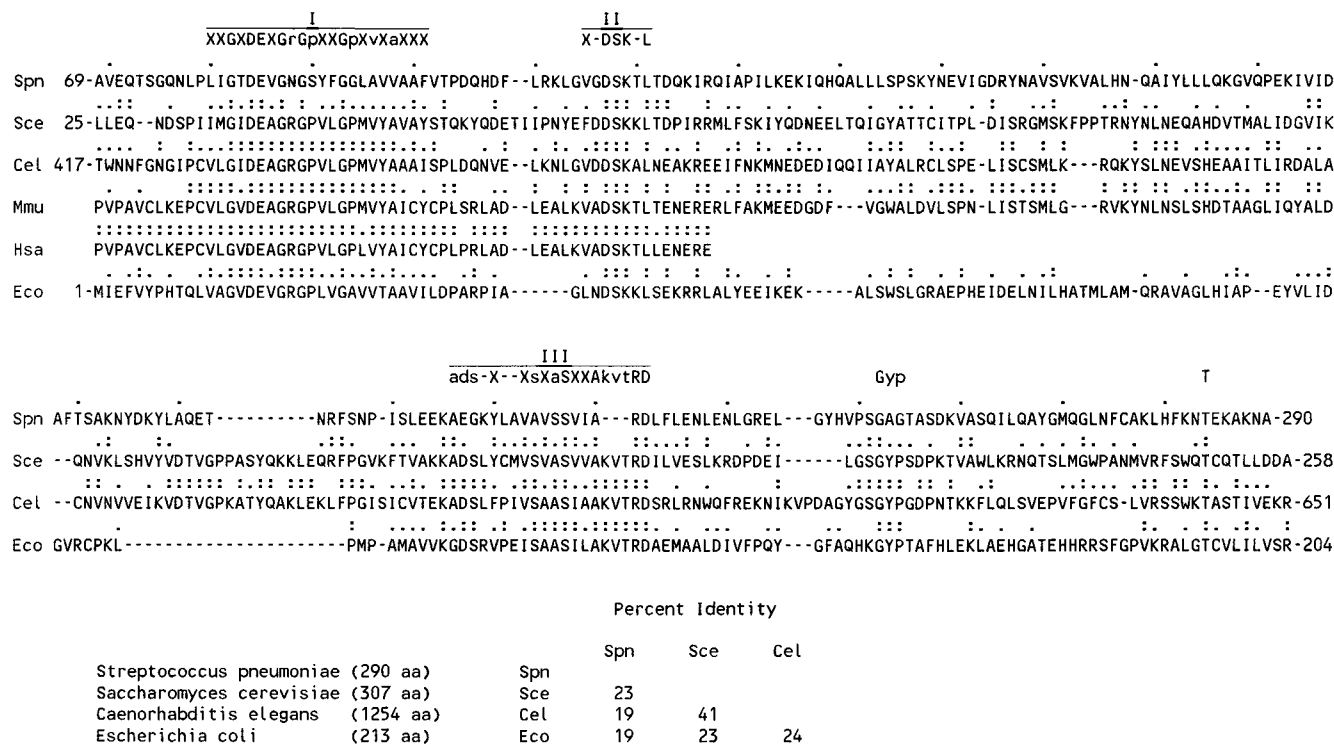 I II
XXGXDEXGrGpXXGpXvXaXXX X-DSK-L
Spn 69-AVEQTSGQNLPLIGTDEVGNGSYFGGLAVVAAFVTPDQHDF--LRKLGVGDSKTLTDQKIRQIAPILKEKIQHQALLLSPSKYNEVIGDRYNAVSVKVALHN-QAIYLLLQKGVQPEKIVID
Sce 25-LLEQ--NDSPIIMGIDEAGRGPVLGPMVYAVAYSTQKYQDETIIPNYEFDDSKKLTDPIRRMLFSKIYQDNEELTQIGYATTCITPL-DISRGMSKFPPTRNYNLNEQAHDVTMALIDGVIK
Cel 417-TWNNFGNGIPCVLGIDEAGRGPVLGPMVYAAAISPLDQNVE--LKNLGVDDSKALNEAKREEIFNKMNEDEDIQQIIAYALRCLSPE-LISCSMLK---RQKYSLNEVSHEAAITLIRDALA
Mmu PVPAVCLKEPCVLGVDEAGRGPVLGPMVYAICYCPLSRLAD--LEALKVADSKTLTENERERLFAKMEEDGDF---VGWALDVLSPN-LISTSMLG---RVKYNLNSLSHDTAAGLIQYALD
Hsa PVPAVCLKEPCVLGVDEAGRGPVLGPLVYAICYCPLPRLAD--LEALKVADSKTLLENERE
Eco 1-MIEFVYPHTQLVAGVDEVGRGPLVGAVVTAAVILDPARPIA------GLNDSKKLSEKRRLALYEEIKEK-----ALSWSLGRAEPHEIDELNILHATMLAM-QRAVAGLHIAP--EYVLID
III
ads-X--XsXaSXXAkvtRD Gyp T
Spn AFTSAKNYDKYLAQET----------NRFSNP-ISLEEKAEGKYLAVAVSSVIA---RDLFLENLENLGREL---GYHVPSGAGTASDKVASQILQAYGMQGLNFCAKLHFKNTEKAKNA-290
Sce --QNVKLSHVYVDTVGPPASYQKKLEQRFPGVKFTVAKKADSLYCMVSVASVVAKVTRDILVESLKRDPDEI------LGSGYPSDPKTVAWLKRNQTSLMGWPANMVRFSWQTCQTLLDDA-258
Cel --CNVNVVEIKVDTVGPKATYQAKLEKLFPGISICVTEKADSLFPIVSAASIAAKVTRDSRLRNWQFREKNIKVPDAGYGSGYPGDPNTKKFLQLSVEPVFGFCS-LVRSSWKTASTIVEKR-651
Eco GVRCPKL---------------------PMP-AMAVVKGDSRVPEISAASILAKVTRDAEMAALDIVFPQY---GFAQHKGYPTAFHLEKLAEHGATEHHRRSFGPVKRALGTCVLILVSR-204
Percent Identity
Spn Sce Cel
Streptococcus pneumoniae (290 aa) Spn
Saccharomyces cerevisiae (307 aa) Sce 23
Caenorhabditis elegans (1254 aa) Cel 19 41
Escherichia coli (213 aa) Eco 19 23 24